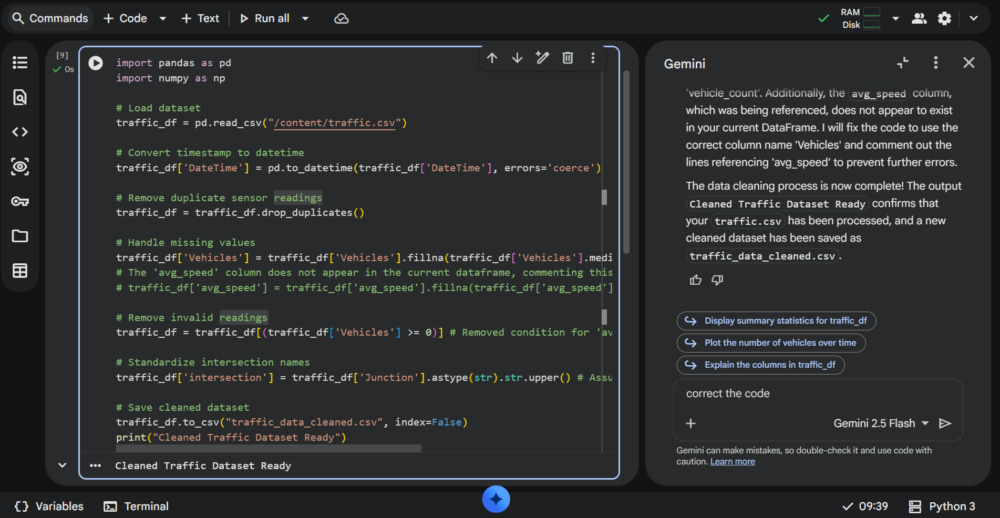 Commands
Code
Text
Run all
RAM
Disk
[9]
0s
import pandas as pd
import numpy as np
# Load dataset
traffic_df = pd.read_csv("/content/traffic.csv")
# Convert timestamp to datetime
traffic_df['DateTime'] = pd.to_datetime(traffic_df['DateTime'], errors='coerce')
# Remove duplicate sensor readings
traffic_df = traffic_df.drop_duplicates()
# Handle missing values
traffic_df['Vehicles'] = traffic_df['Vehicles'].fillna(traffic_df['Vehicles'].medi
# The 'avg_speed' column does not appear in the current dataframe, commenting this
# traffic_df['avg_speed'] = traffic_df['avg_speed'].fillna(traffic_df['avg_speed']
# Remove invalid readings
traffic_df = traffic_df[(traffic_df['Vehicles'] >= 0)] # Removed condition for 'av
# Standardize intersection names
traffic_df['intersection'] = traffic_df['Junction'].astype(str).str.upper() # Assu
# Save cleaned dataset
traffic_df.to_csv("traffic_data_cleaned.csv", index=False)
print("Cleaned Traffic Dataset Ready")
Cleaned Traffic Dataset Ready
Gemini
'vehicle_count'. Additionally, the avg_speed column,
which was being referenced, does not appear to exist
in your current DataFrame. I will fix the code to use the
correct column name 'Vehicles' and comment out the
lines referencing 'avg_speed' to prevent further errors.
The data cleaning process is now complete! The output
Cleaned Traffic Dataset Ready confirms that
your traffic.csv has been processed, and a new
cleaned dataset has been saved as
traffic_data_cleaned.csv.
Display summary statistics for traffic_df
Plot the number of vehicles over time
Explain the columns in traffic_df
correct the code
Gemini 2.5 Flash
Gemini can make mistakes, so double-check it and use code with
caution. Learn more
Variables
Terminal
09:39
Python 3